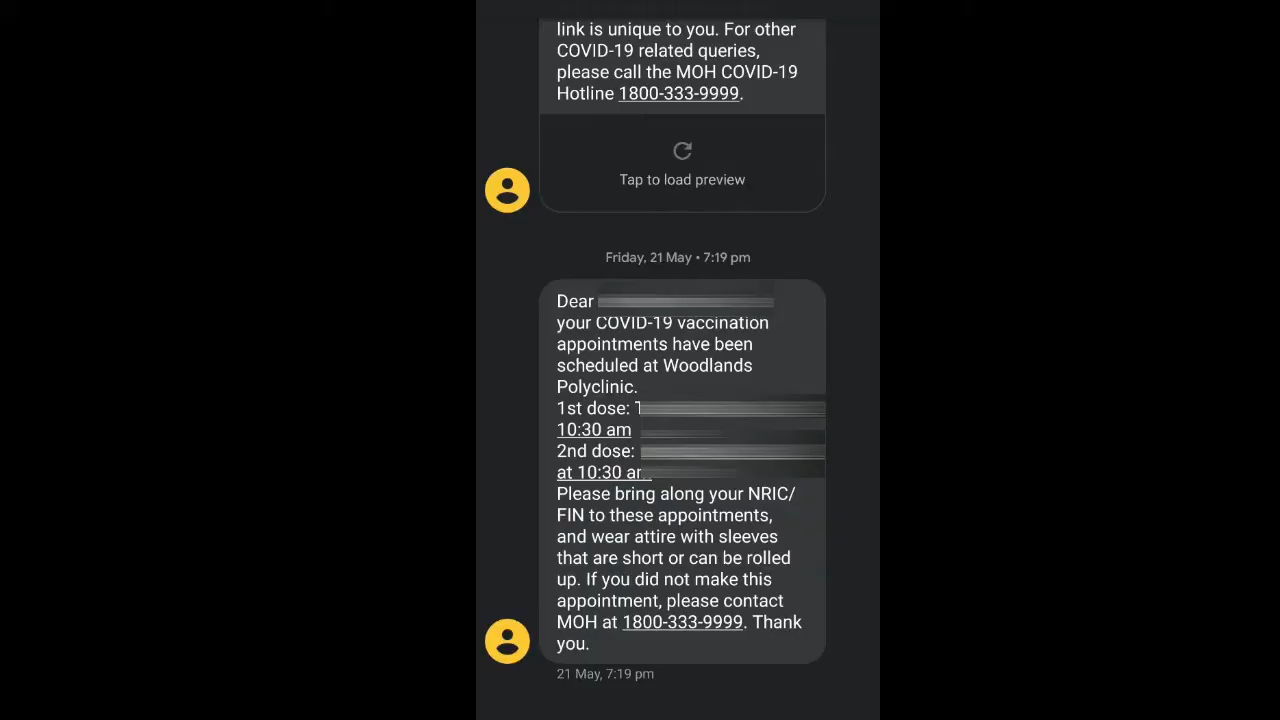 link is unique to you. For other
COVID-19 related queries,
please call the MOH COVID-19
Hotline 1800-333-9999.
Tap to load preview
Friday, 21 May • 7:19 pm
Dear
your COVID-19 vaccination
appointments have been
scheduled at Woodlands
Polyclinic.
1st dose:
10:30 am
2nd dose:
at 10:30 am
Please bring along your NRIC/
FIN to these appointments,
and wear attire with sleeves
that are short or can be rolled
up. If you did not make this
appointment, please contact
MOH at 1800-333-9999. Thank
you.
21 May, 7:19 pm